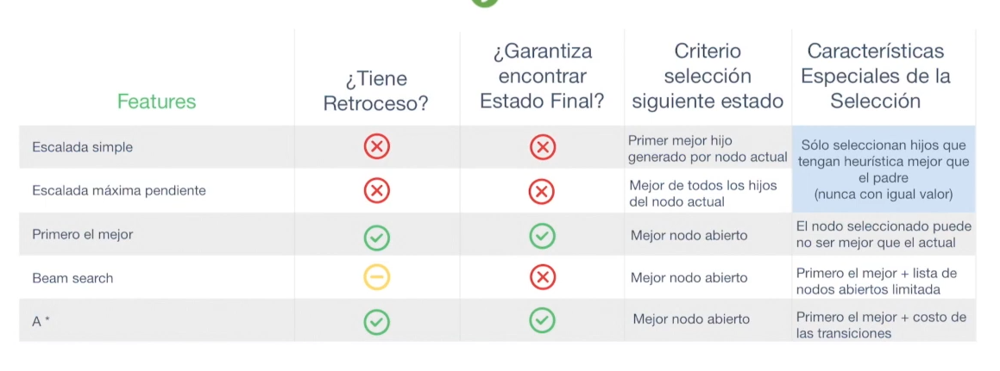 Features
¿Tiene
Retroceso?
¿Garantiza
encontrar
Estado Final?
Criterio
selección
siguiente estado
Características
Especiales de la
Selección
Escalada simple
Primer mejor hijo
generado por nodo actual
Sólo seleccionan hijos que
tengan heurística mejor que
el padre
(nunca con igual valor)
Escalada máxima pendiente
Mejor de todos los hijos
del nodo actual
Primero el mejor
Mejor nodo abierto
El nodo seleccionado puede
no ser mejor que el actual
Beam search
Mejor nodo abierto
Primero el mejor + lista de
nodos abiertos limitada
A *
Mejor nodo abierto
Primero el mejor + costo de
las transiciones